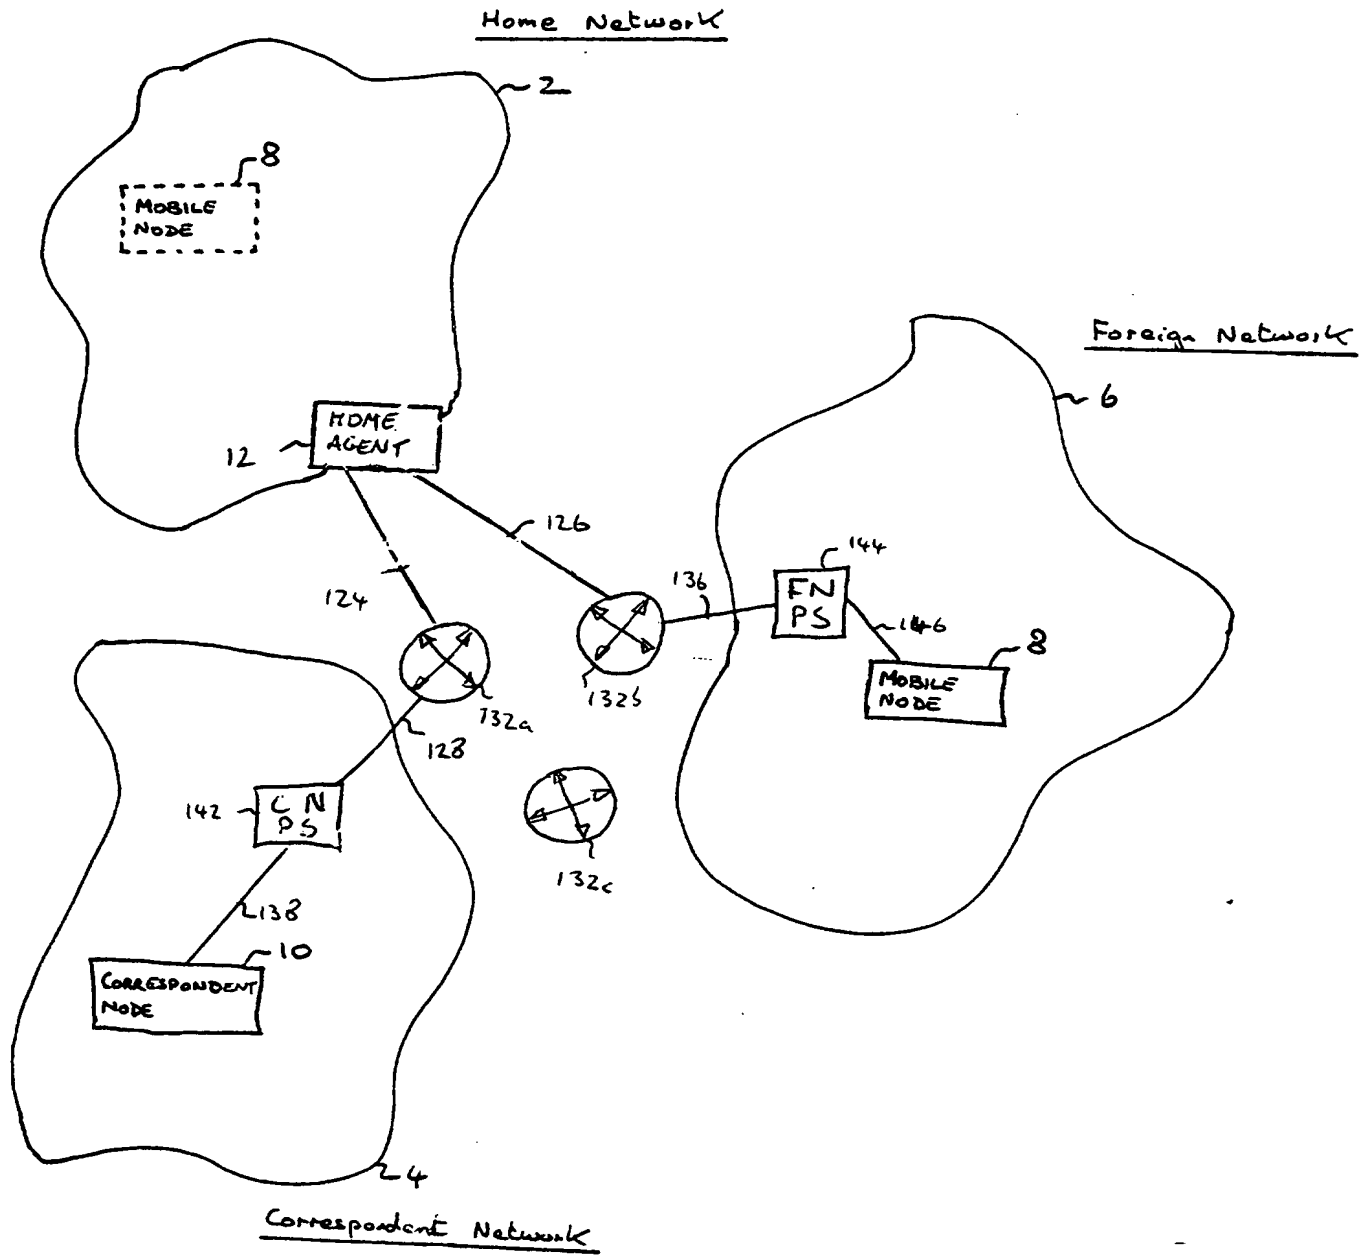 Home Network
2
8
MOBILE
NODE
Foreign Network
6
HOME
AGENT
12
126
144
136
FN
PS
124
146
8
132b
MOBILE
NODE
132a
128
142
CN
PS
132c
138
10
CORRESPONDENT
NODE
4
Correspondent Network